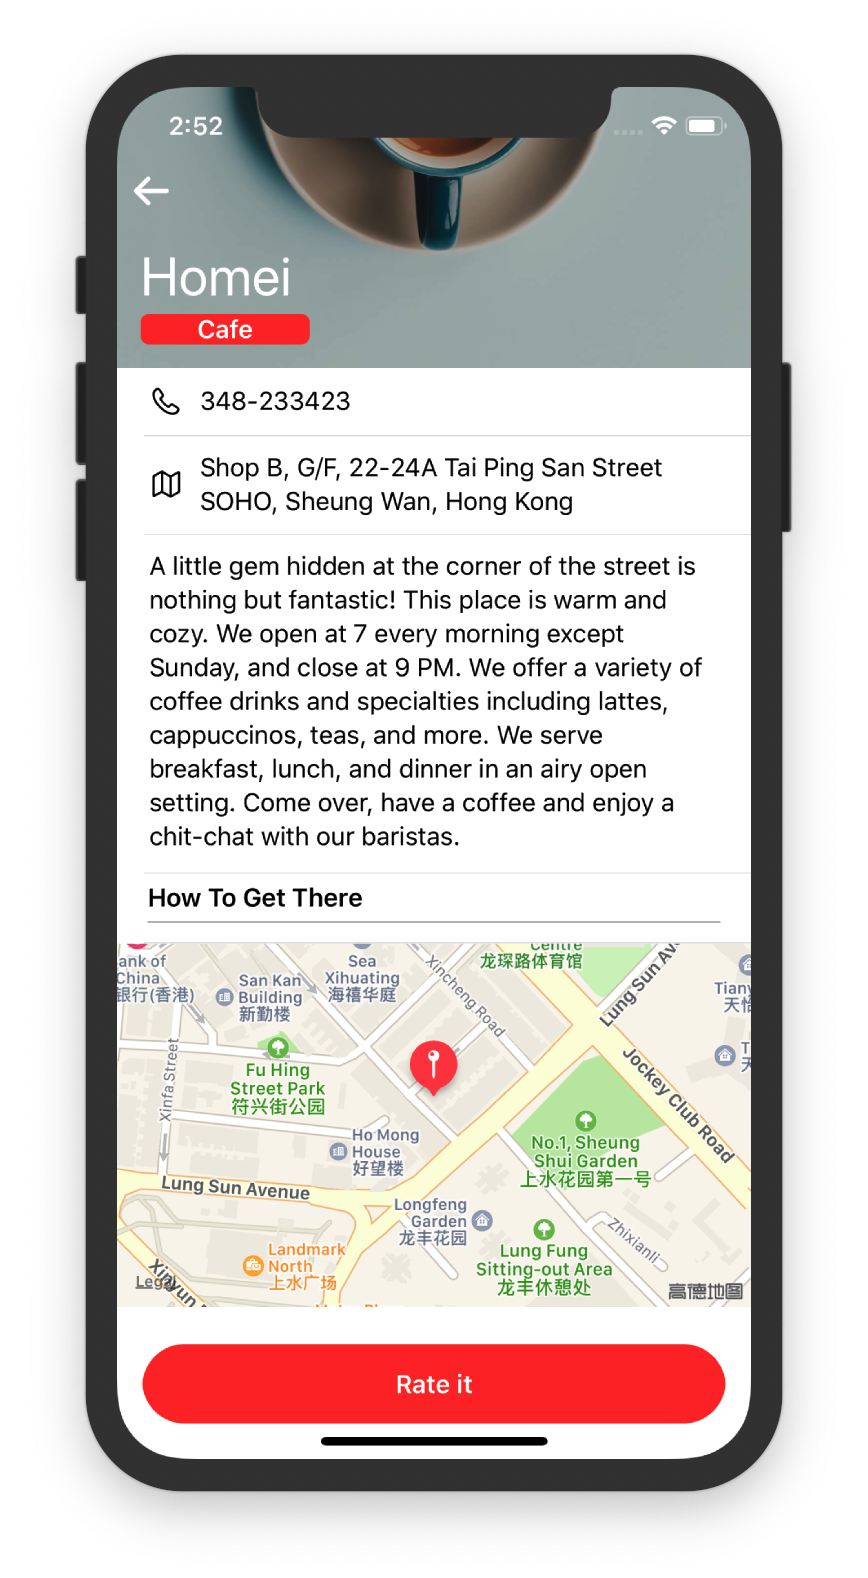 2:52
Homei
Cafe
348-233423
Shop B, G/F, 22-24A Tai Ping San Street
SOHO, Sheung Wan, Hong Kong
A little gem hidden at the corner of the street is
nothing but fantastic! This place is warm and
cozy. We open at 7 every morning except
Sunday, and close at 9 PM. We offer a variety of
coffee drinks and specialties including lattes,
cappuccinos, teas, and more. We serve
breakfast, lunch, and dinner in an airy open
setting. Come over, have a coffee and enjoy a
chit-chat with our baristas.
How To Get There
Centre
龙琛路体育馆
ank of
China
银行(香港)
San Kan
Building
新勤楼
Sea
Xihuating
海禧华庭
Xincheng Road
Lung Sun Av
Tiany
天怡
Fu Hing
Street Park
符兴街公园
Xinfa Street
Jockey Club Road
Ho Mong
House
好望楼
No.1, Sheung
Shui Garden
上水花园第一号
Lung Sun Avenue
Longfeng
Garden
龙丰花园
Lung Fung
Sitting-out Area
龙丰休憩处
Zhixianli
Landmark
North
上水广场
Xinyun
Legal
高德地图
Rate it